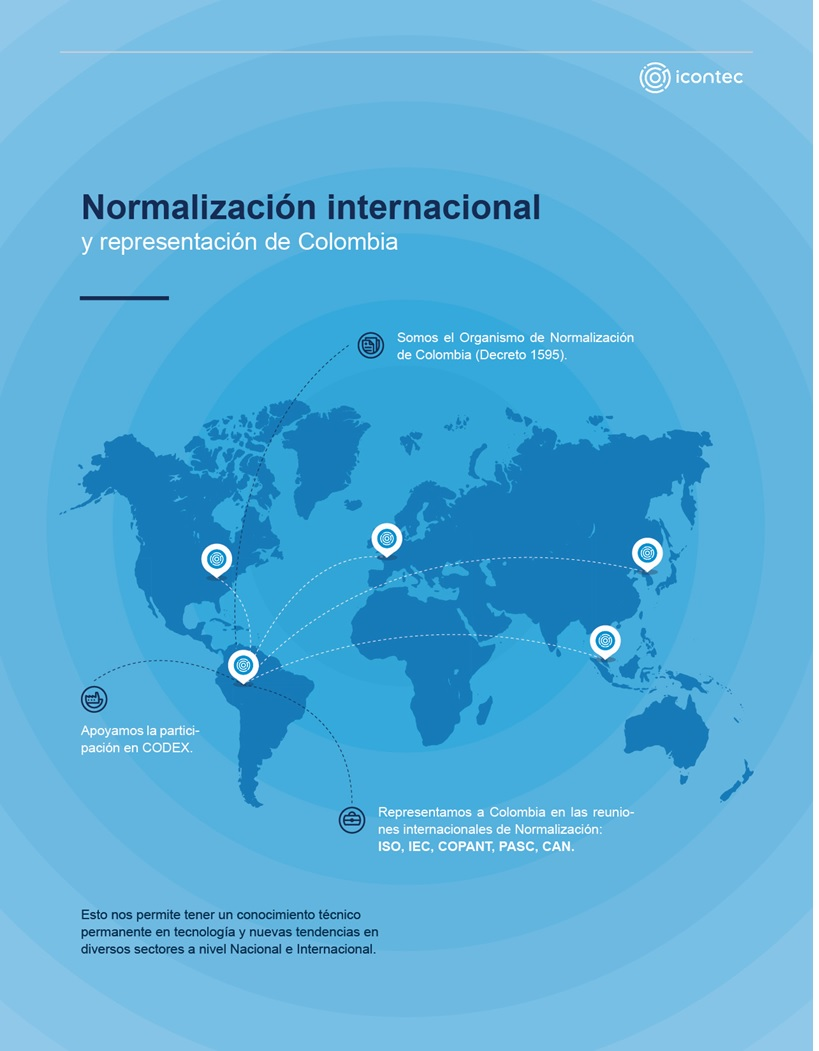 icontec
Normalización internacional
y representación de Colombia
Somos el Organismo de Normalización
de Colombia (Decreto 1595).
Apoyamos la partici-
pación en CODEX.
Representamos a Colombia en las reunio-
nes internacionales de Normalización:
ISO, IEC, COPANT, PASC, CAN.
Esto nos permite tener un conocimiento técnico
permanente en tecnología y nuevas tendencias en
diversos sectores a nivel Nacional e Internacional.